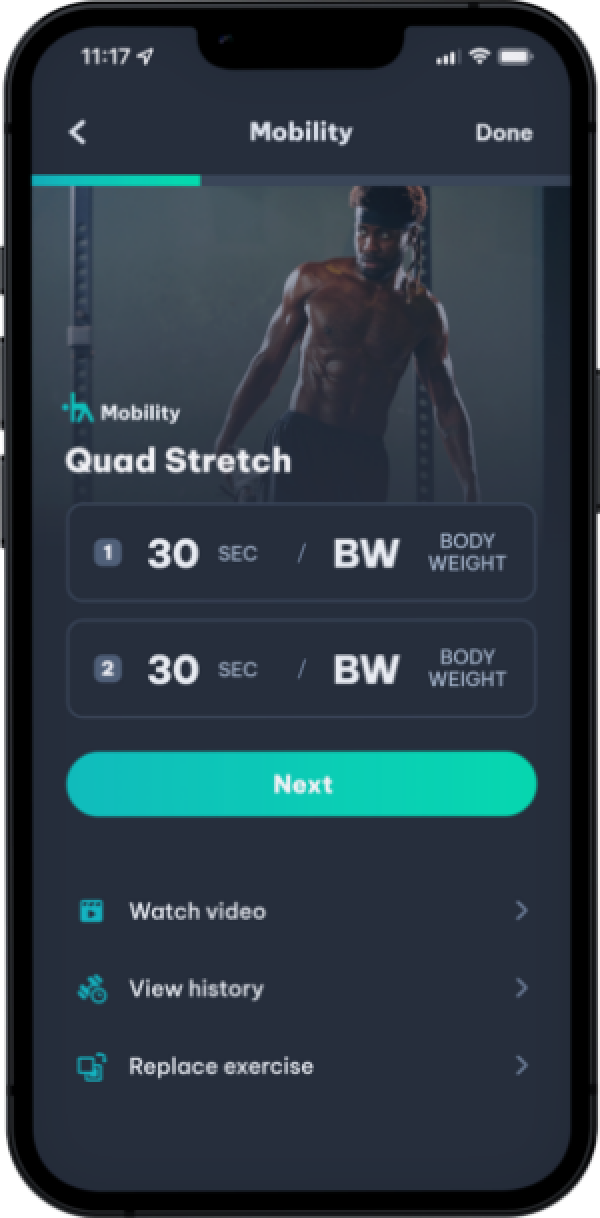 11:17
Mobility Done
Mobility
Quad Stretch
1 30 SEC / BW BODY WEIGHT
2 30 SEC / BW BODY WEIGHT
Next
Watch video
View history
Replace exercise